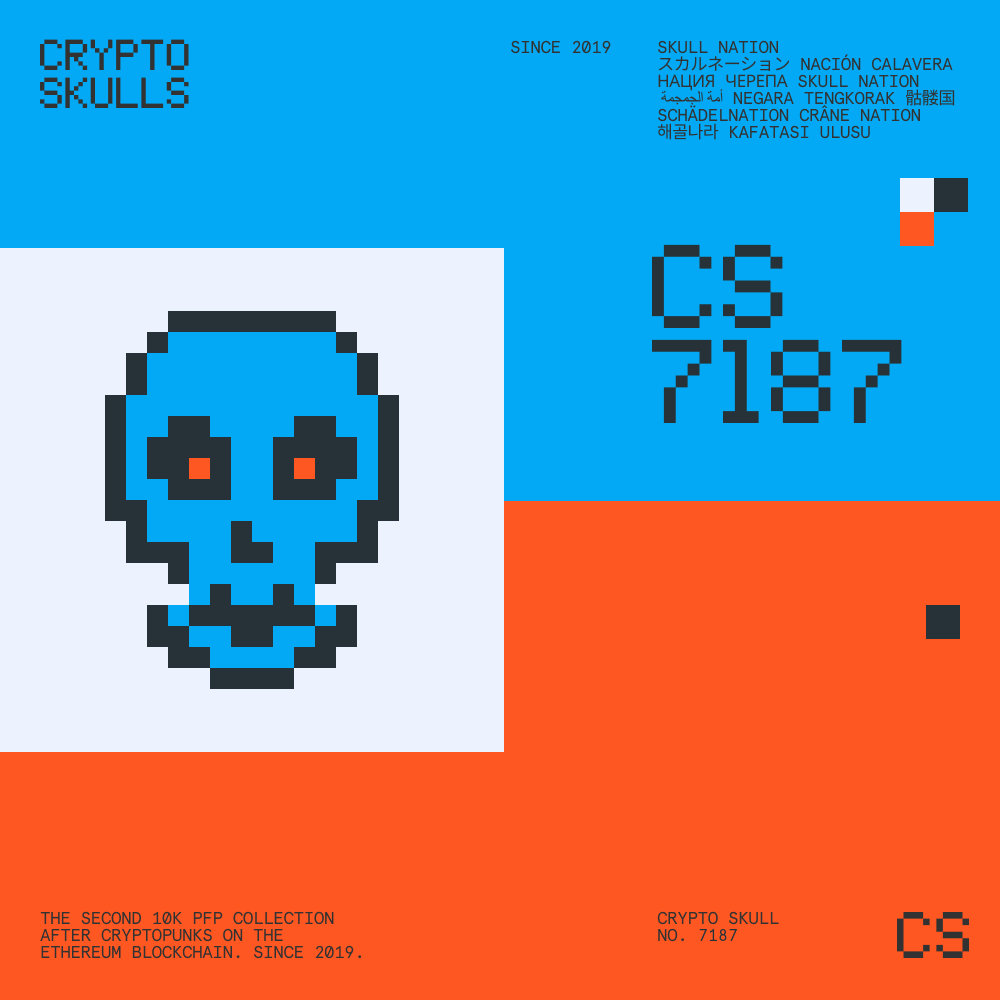 CRYPTO
SKULLS
SINCE 2019
SKULL NATION
スカルネーション NACIÓN CALAVERA
НАЦИЯ ЧЕРЕПА SKULL NATION
أمة الجمجمة NEGARA TENGKORAK 骷髅国
SCHÄDELNATION CRÂNE NATION
해골나라 KAFATASI ULUSU
CS
7187
THE SECOND 10K PFP COLLECTION
AFTER CRYPTOPUNKS ON THE
ETHEREUM BLOCKCHAIN. SINCE 2019.
CRYPTO SKULL
NO. 7187
CS